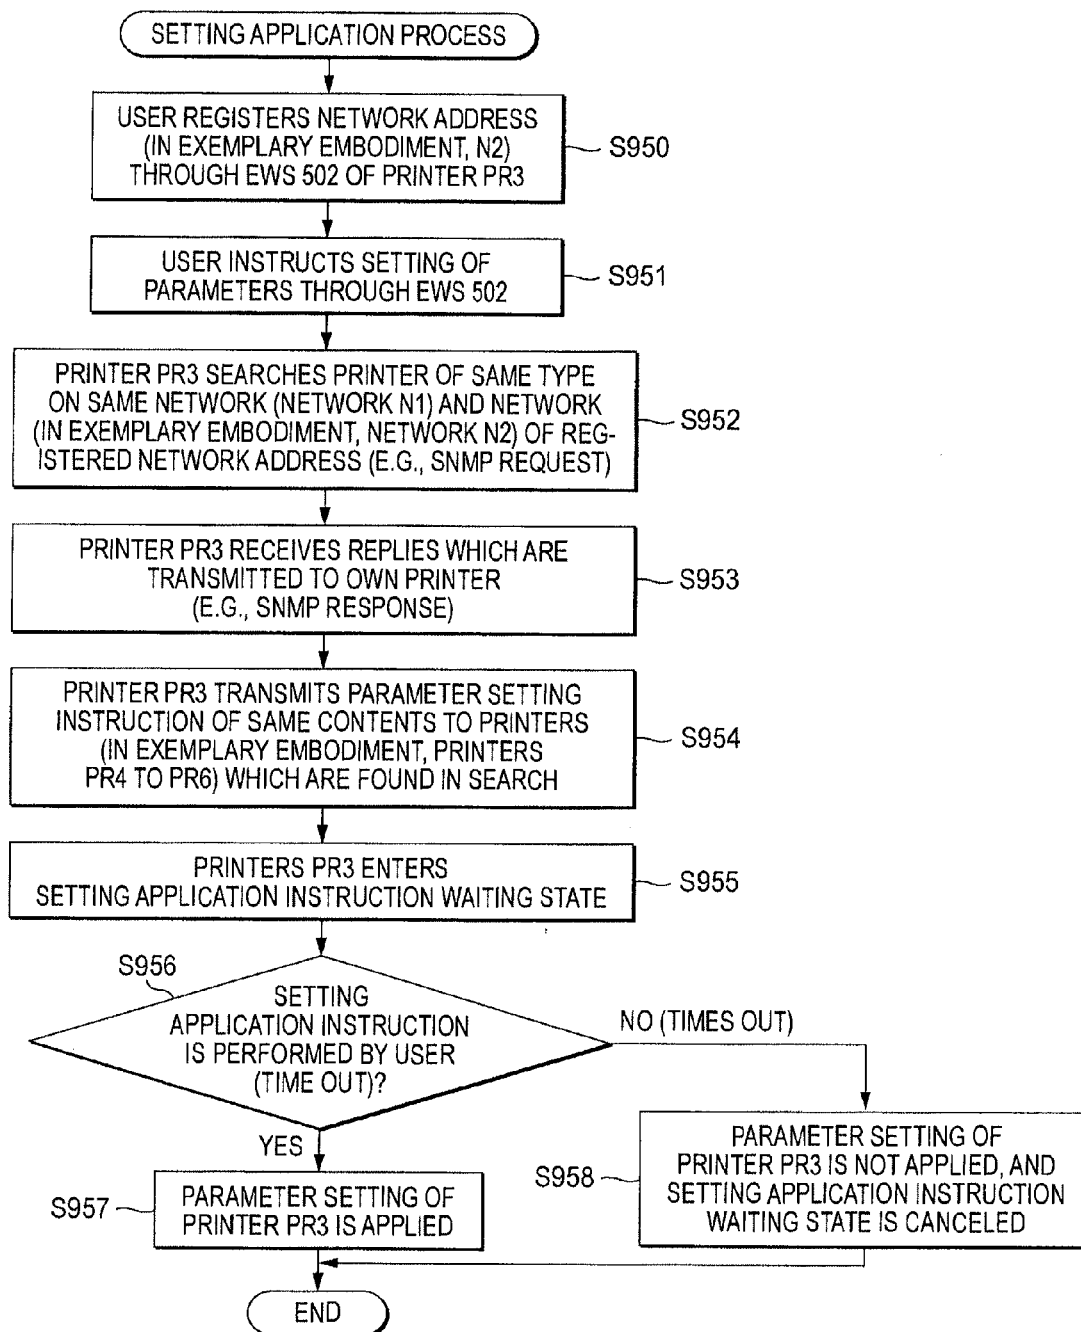 SETTING APPLICATION PROCESS
USER REGISTERS NETWORK ADDRESS
(IN EXEMPLARY EMBODIMENT, N2)
THROUGH EWS 502 OF PRINTER PR3
S950
USER INSTRUCTS SETTING OF
PARAMETERS THROUGH EWS 502
S951
PRINTER PR3 SEARCHES PRINTER OF SAME TYPE
ON SAME NETWORK (NETWORK N1) AND NETWORK
(IN EXEMPLARY EMBODIMENT, NETWORK N2) OF REG-
ISTERED NETWORK ADDRESS (E.G., SNMP REQUEST)
S952
PRINTER PR3 RECEIVES REPLIES WHICH ARE
TRANSMITTED TO OWN PRINTER
(E.G., SNMP RESPONSE)
S953
PRINTER PR3 TRANSMITS PARAMETER SETTING
INSTRUCTION OF SAME CONTENTS TO PRINTERS
(IN EXEMPLARY EMBODIMENT, PRINTERS
PR4 TO PR6) WHICH ARE FOUND IN SEARCH
S954
PRINTERS PR3 ENTERS
SETTING APPLICATION INSTRUCTION WAITING STATE
S955
S956
SETTING
APPLICATION INSTRUCTION
IS PERFORMED BY USER
(TIME OUT)?
NO (TIMES OUT)
YES
S957
PARAMETER SETTING OF
PRINTER PR3 IS APPLIED
S958
PARAMETER SETTING OF
PRINTER PR3 IS NOT APPLIED, AND
SETTING APPLICATION INSTRUCTION
WAITING STATE IS CANCELED
END